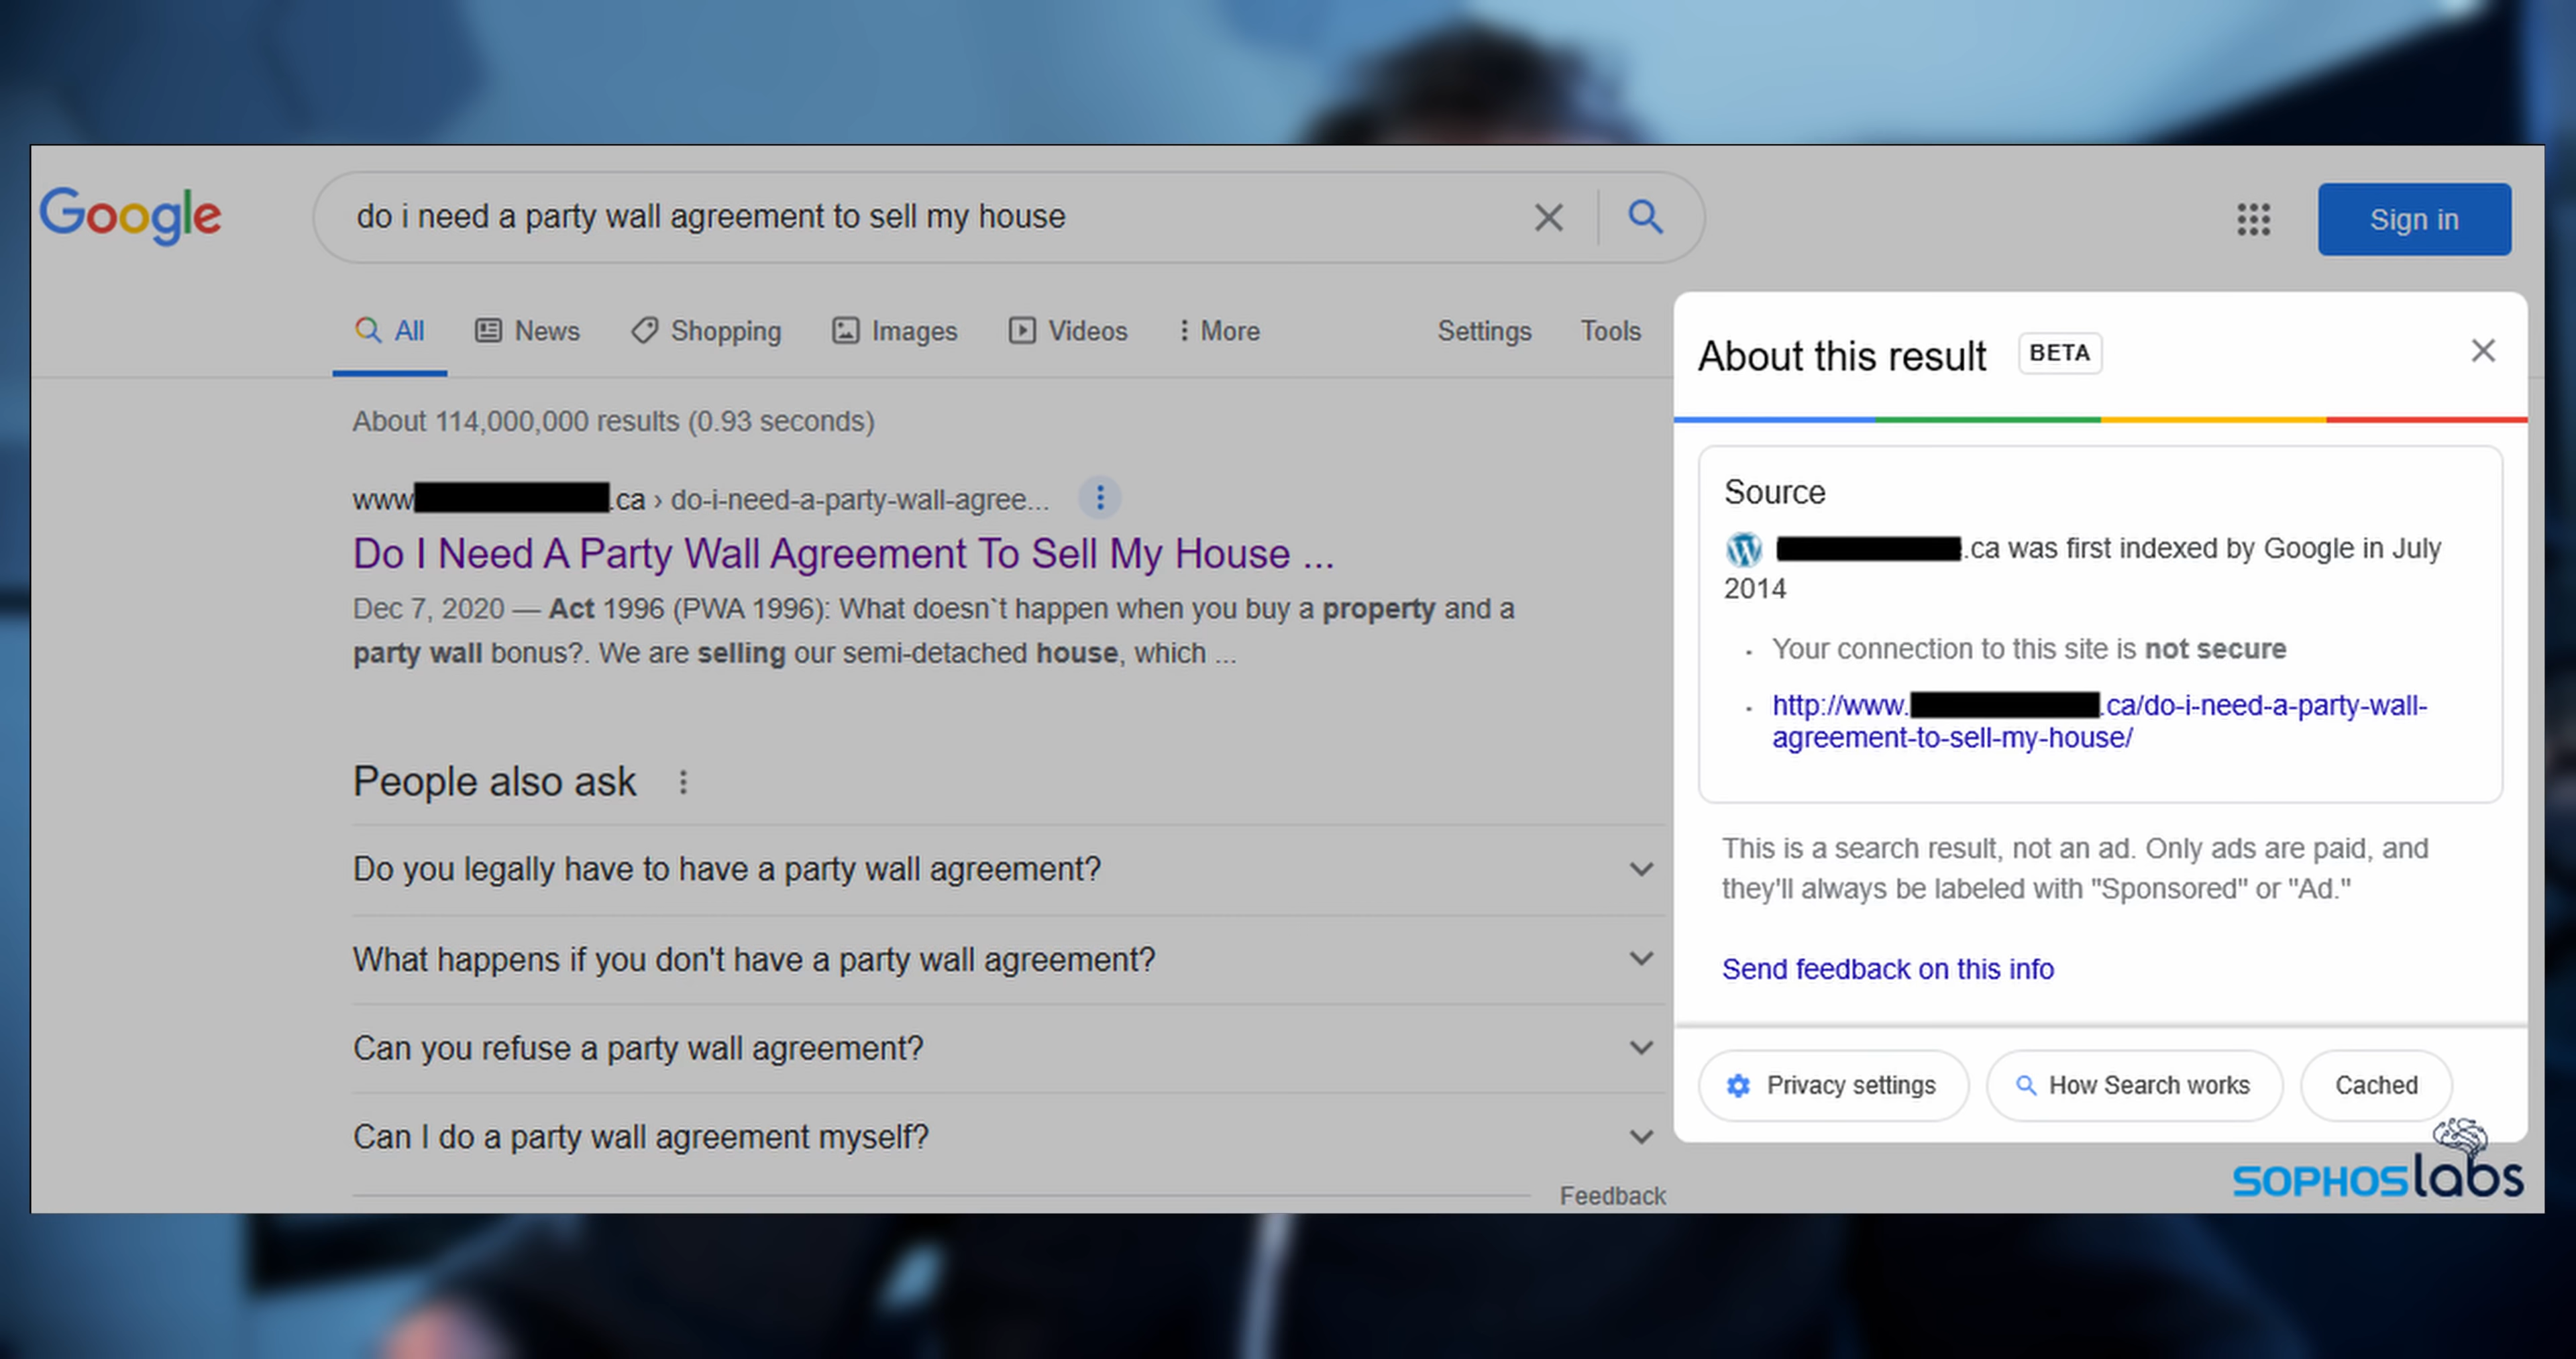 Google
do i need a party wall agreement to sell my house
Sign in
All News Shopping Images Videos More Settings Tools
About 114,000,000 results (0.93 seconds)
www .ca › do-i-need-a-party-wall-agree...
Do I Need A Party Wall Agreement To Sell My House ...
Dec 7, 2020 — Act 1996 (PWA 1996): What doesn`t happen when you buy a property and a
party wall bonus?. We are selling our semi-detached house, which ...
People also ask
Do you legally have to have a party wall agreement?
What happens if you don't have a party wall agreement?
Can you refuse a party wall agreement?
Can I do a party wall agreement myself?
Feedback
About this result BETA
Source
.ca was first indexed by Google in July
2014
· Your connection to this site is not secure
· http://www. .ca/do-i-need-a-party-wall-
agreement-to-sell-my-house/
This is a search result, not an ad. Only ads are paid, and
they'll always be labeled with "Sponsored" or "Ad."
Send feedback on this info
Privacy settings How Search works Cached
SOPHOSlabs